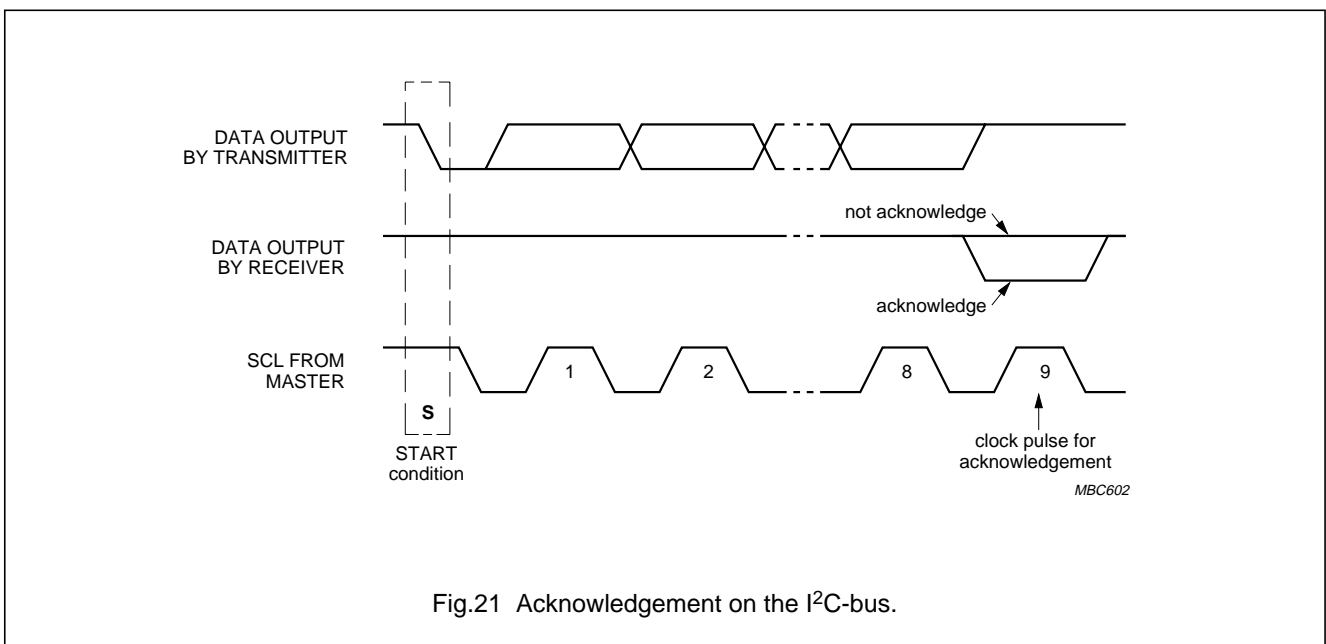 DATA OUTPUT
BY TRANSMITTER
not acknowledge
DATA OUTPUT
BY RECEIVER
acknowledge
SCL FROM
MASTER
1
2
8
9
S
START
condition
clock pulse for
acknowledgement
MBC602
Fig.21 Acknowledgement on the I²C-bus.